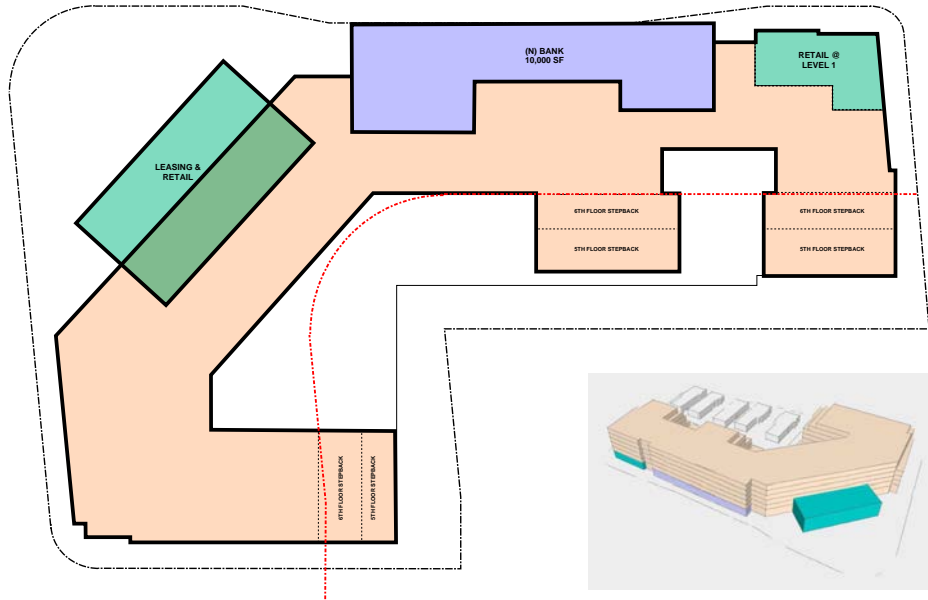 (N) BANK
10,000 SF
RETAIL @
LEVEL 1
LEASING &
RETAIL
6TH FLOOR STEPBACK
5TH FLOOR STEPBACK
6TH FLOOR STEPBACK
5TH FLOOR STEPBACK
6TH FLOOR STEPBACK
5TH FLOOR STEPBACK